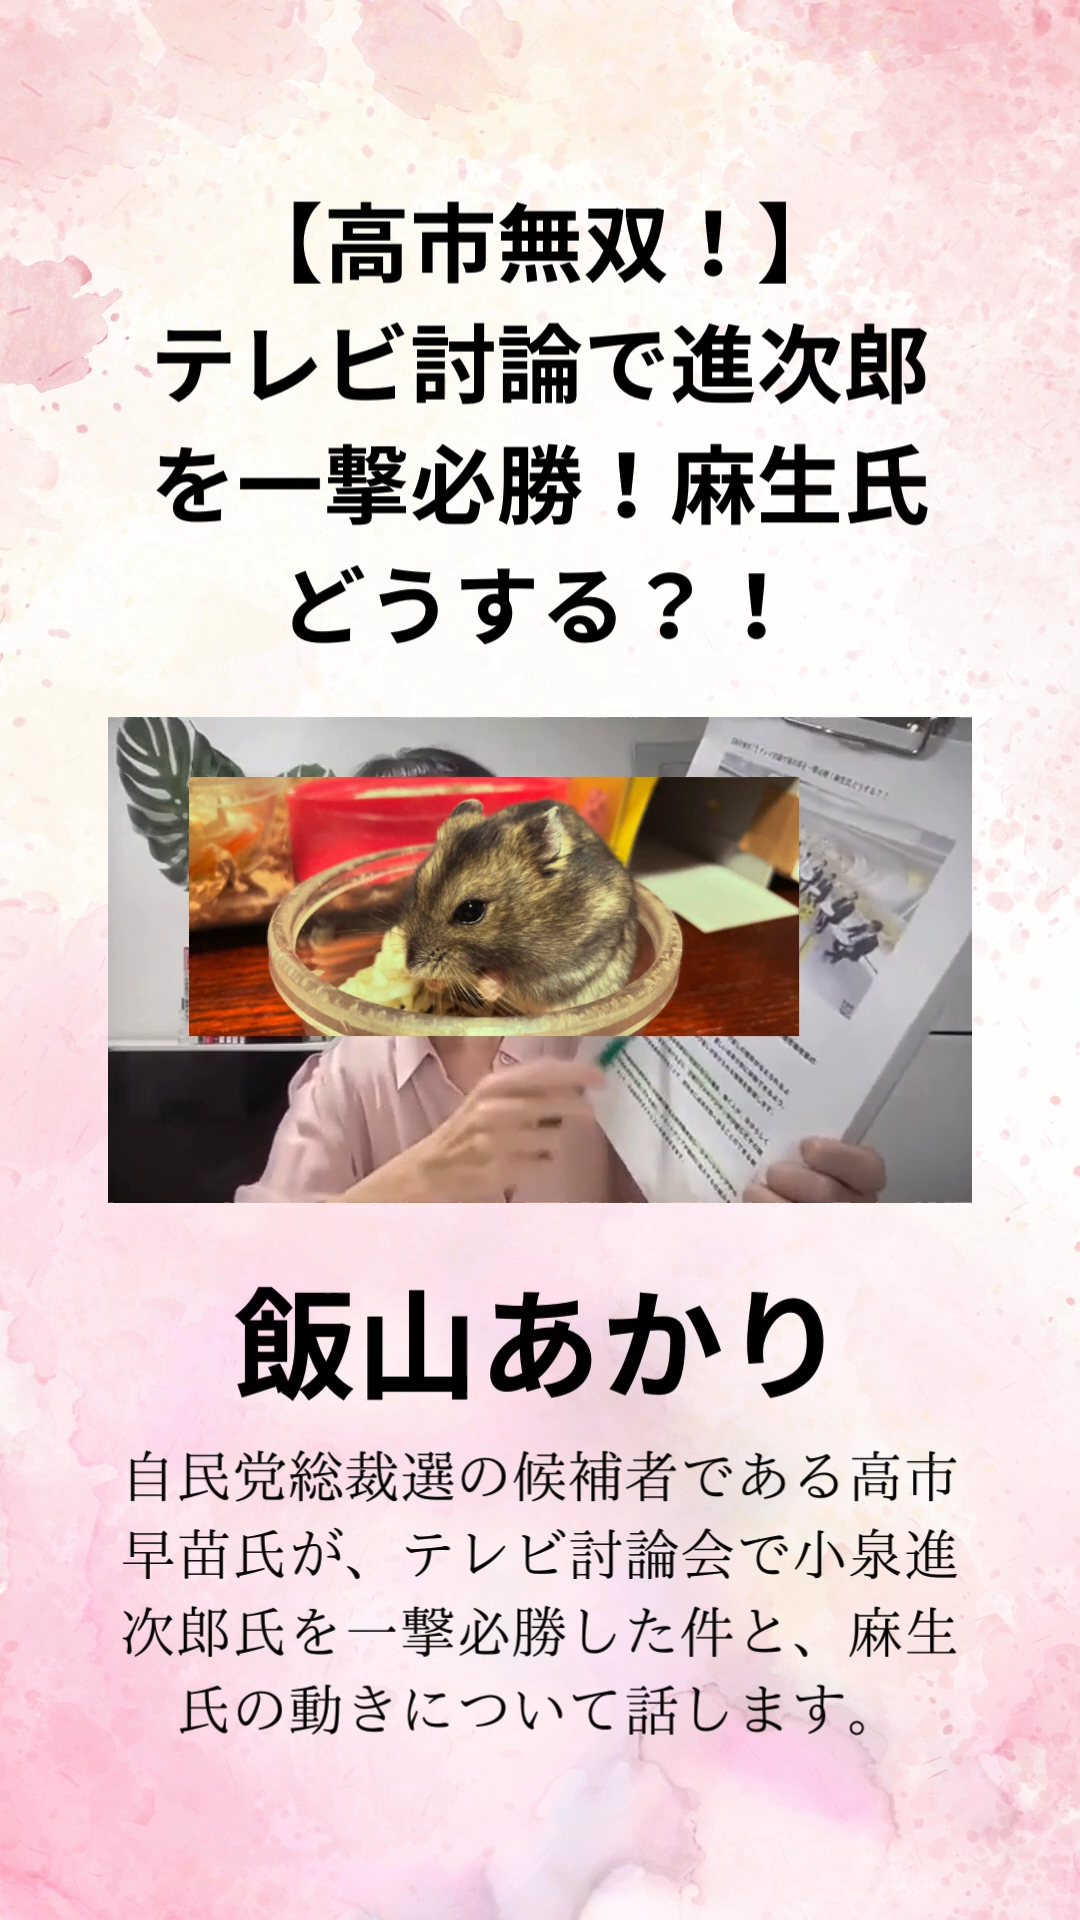 【高市無双！】
テレビ討論で進次郎
を一撃必勝！麻生氏
どうする？！
飯山あかり
自民党総裁選の候補者である高市
早苗氏が、テレビ討論会で小泉進
次郎氏を一撃必勝した件と、麻生
氏の動きについて話します。